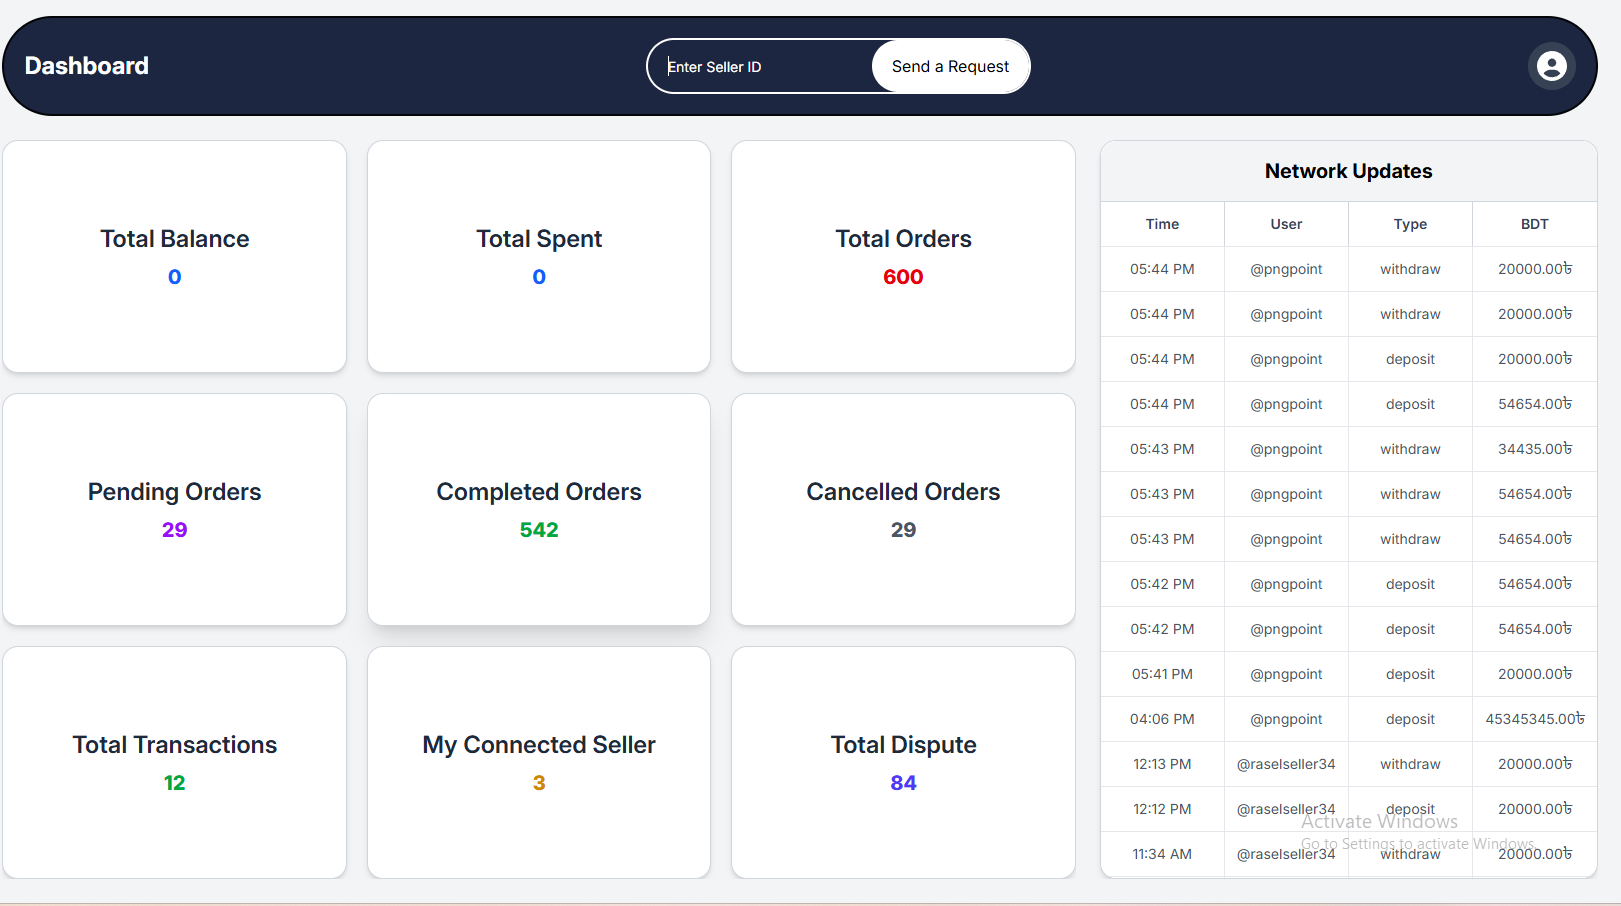 Dashboard
Enter Seller ID
Send a Request
Total Balance
0
Total Spent
0
Total Orders
600
Pending Orders
29
Completed Orders
542
Cancelled Orders
29
Total Transactions
12
My Connected Seller
3
Total Dispute
84
Network Updates
Time User Type BDT
05:44 PM @pngpoint withdraw 20000.00৳
05:44 PM @pngpoint withdraw 20000.00৳
05:44 PM @pngpoint deposit 20000.00৳
05:44 PM @pngpoint deposit 54654.00৳
05:43 PM @pngpoint withdraw 34435.00৳
05:43 PM @pngpoint withdraw 54654.00৳
05:43 PM @pngpoint withdraw 54654.00৳
05:42 PM @pngpoint deposit 54654.00৳
05:42 PM @pngpoint deposit 54654.00৳
05:41 PM @pngpoint deposit 20000.00৳
04:06 PM @pngpoint deposit 45345345.00৳
12:13 PM @raselseller34 withdraw 20000.00৳
12:12 PM @raselseller34 deposit 20000.00৳
11:34 AM @raselseller34 withdraw 20000.00৳
Activate Windows
Go to Settings to activate Windows.